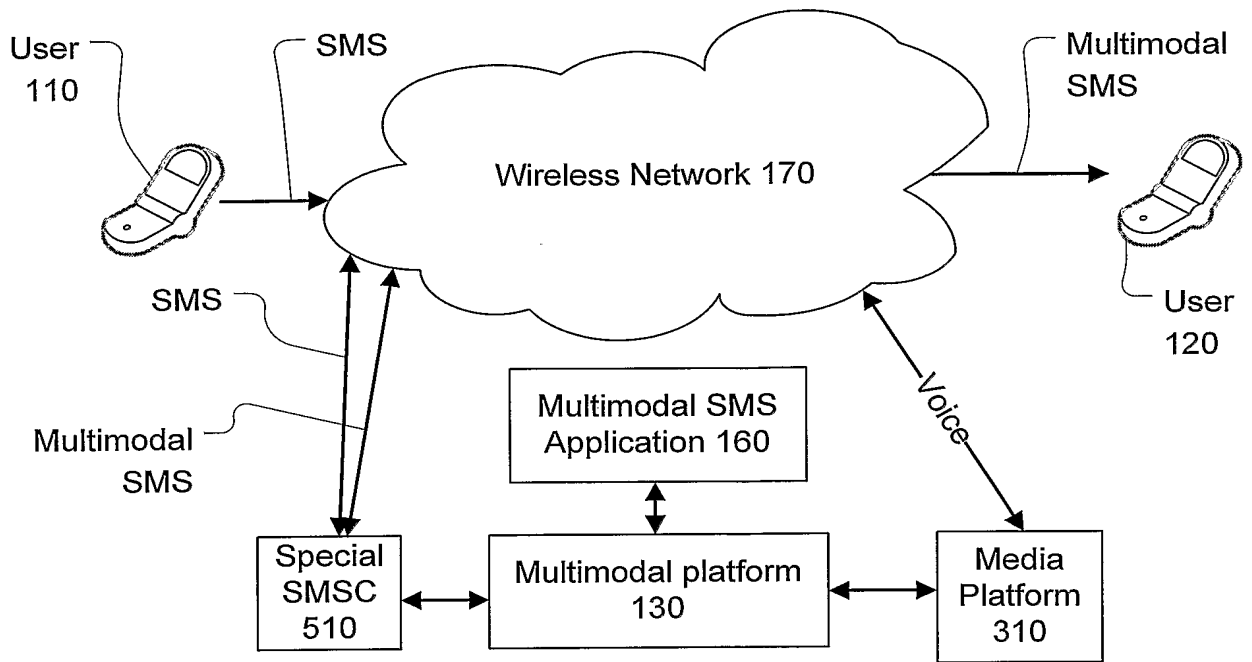 User
110
SMS
Multimodal
SMS
Wireless Network 170
SMS
User
120
Multimodal
SMS
Voice
Multimodal SMS
Application 160
Special
SMSC
510
Multimodal platform
130
Media
Platform
310